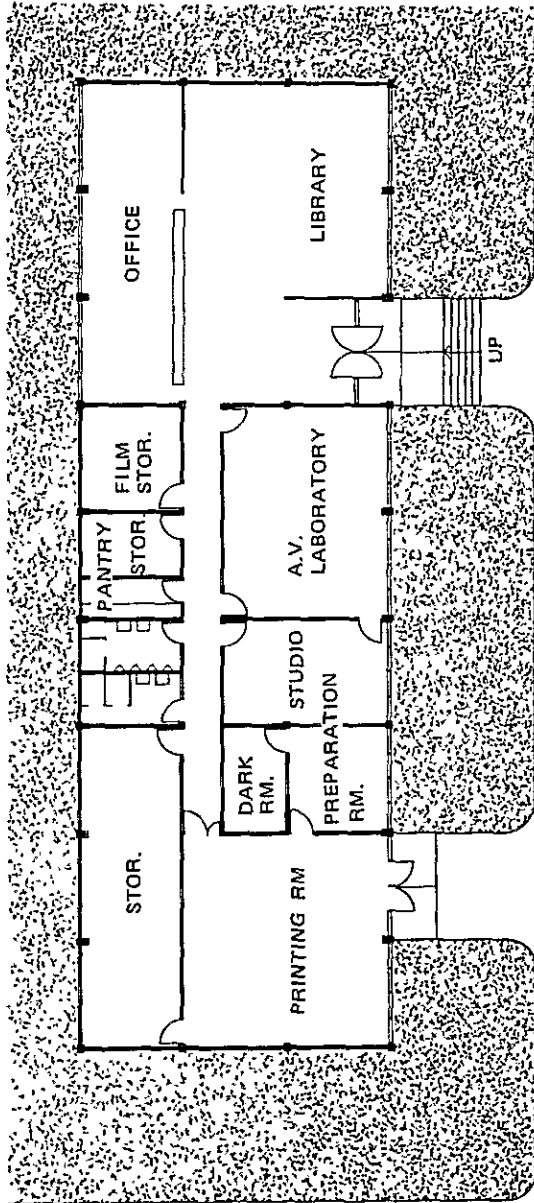 STOR.
PANTRY
STOR.
FILM
STOR.
OFFICE
PRINTING RM
DARK
RM.
PREPARATION
RM.
STUDIO
A.V.
LABORATORY
LIBRARY
UP